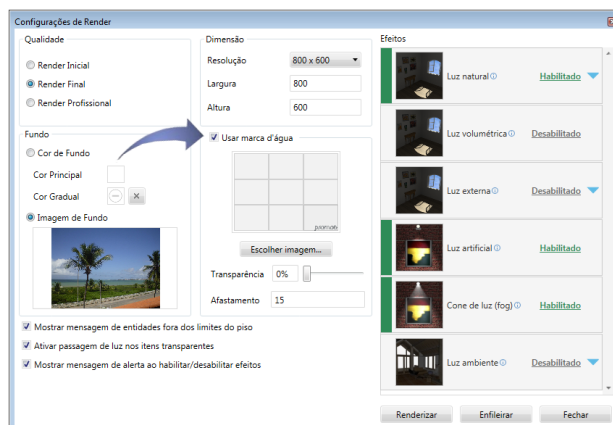 Configurações de Render
Qualidade
Render Inicial
Render Final
Render Profissional
Dimensão
Resolução 800 x 600
Largura 800
Altura 600
Fundo
Cor de Fundo
Cor Principal
Cor Gradual
Imagem de Fundo
Usar marca d'água
promob
Escolher imagem...
Transparência 0%
Afastamento 15
Mostrar mensagem de entidades fora dos limites do piso
Ativar passagem de luz nos itens transparentes
Mostrar mensagem de alerta ao habilitar/desabilitar efeitos
Efeitos
Luz natural Habilitado
Luz volumétrica Desabilitado
Luz externa Desabilitado
Luz artificial Habilitado
Cone de luz (fog) Habilitado
Luz ambiente Desabilitado
Renderizar Enfileirar Fechar